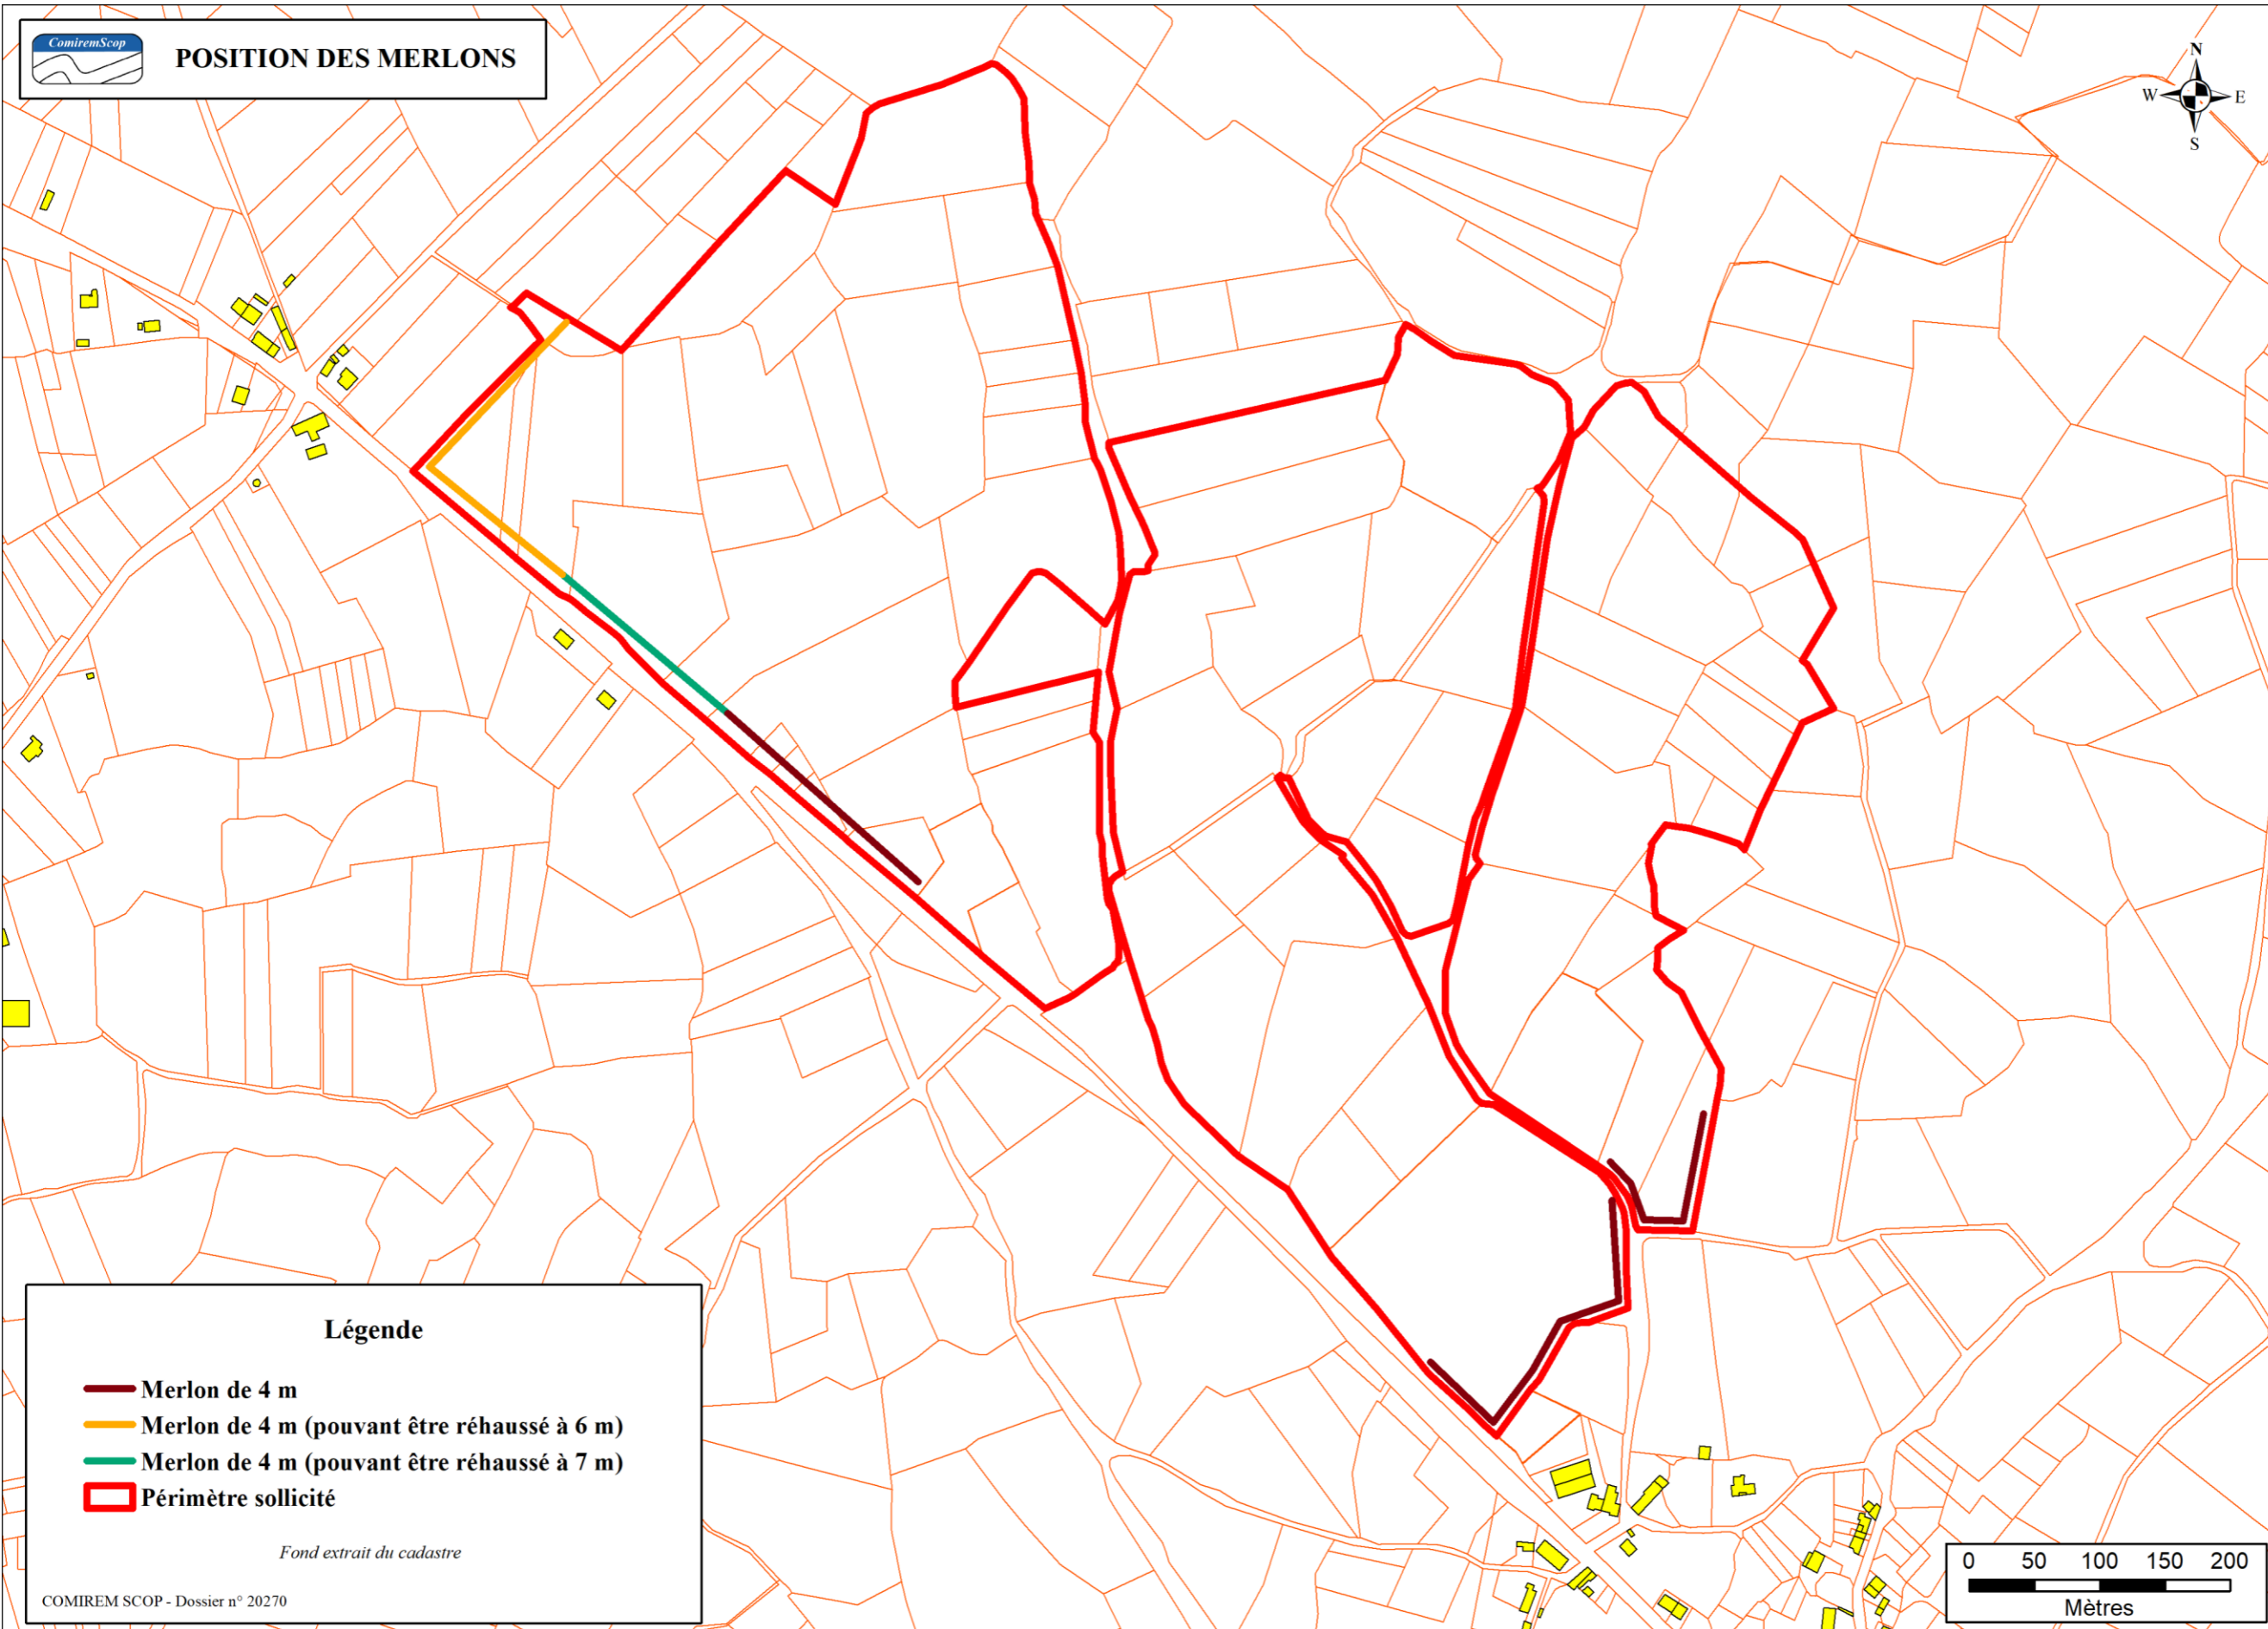 ComiremScop
POSITION DES MERLONS
N
W E
S
Légende
Merlon de 4 m
Merlon de 4 m (pouvant être réhaussé à 6 m)
Merlon de 4 m (pouvant être réhaussé à 7 m)
Périmètre sollicité
Fond extrait du cadastre
COMIREM SCOP - Dossier n° 20270
0 50 100 150 200
Mètres